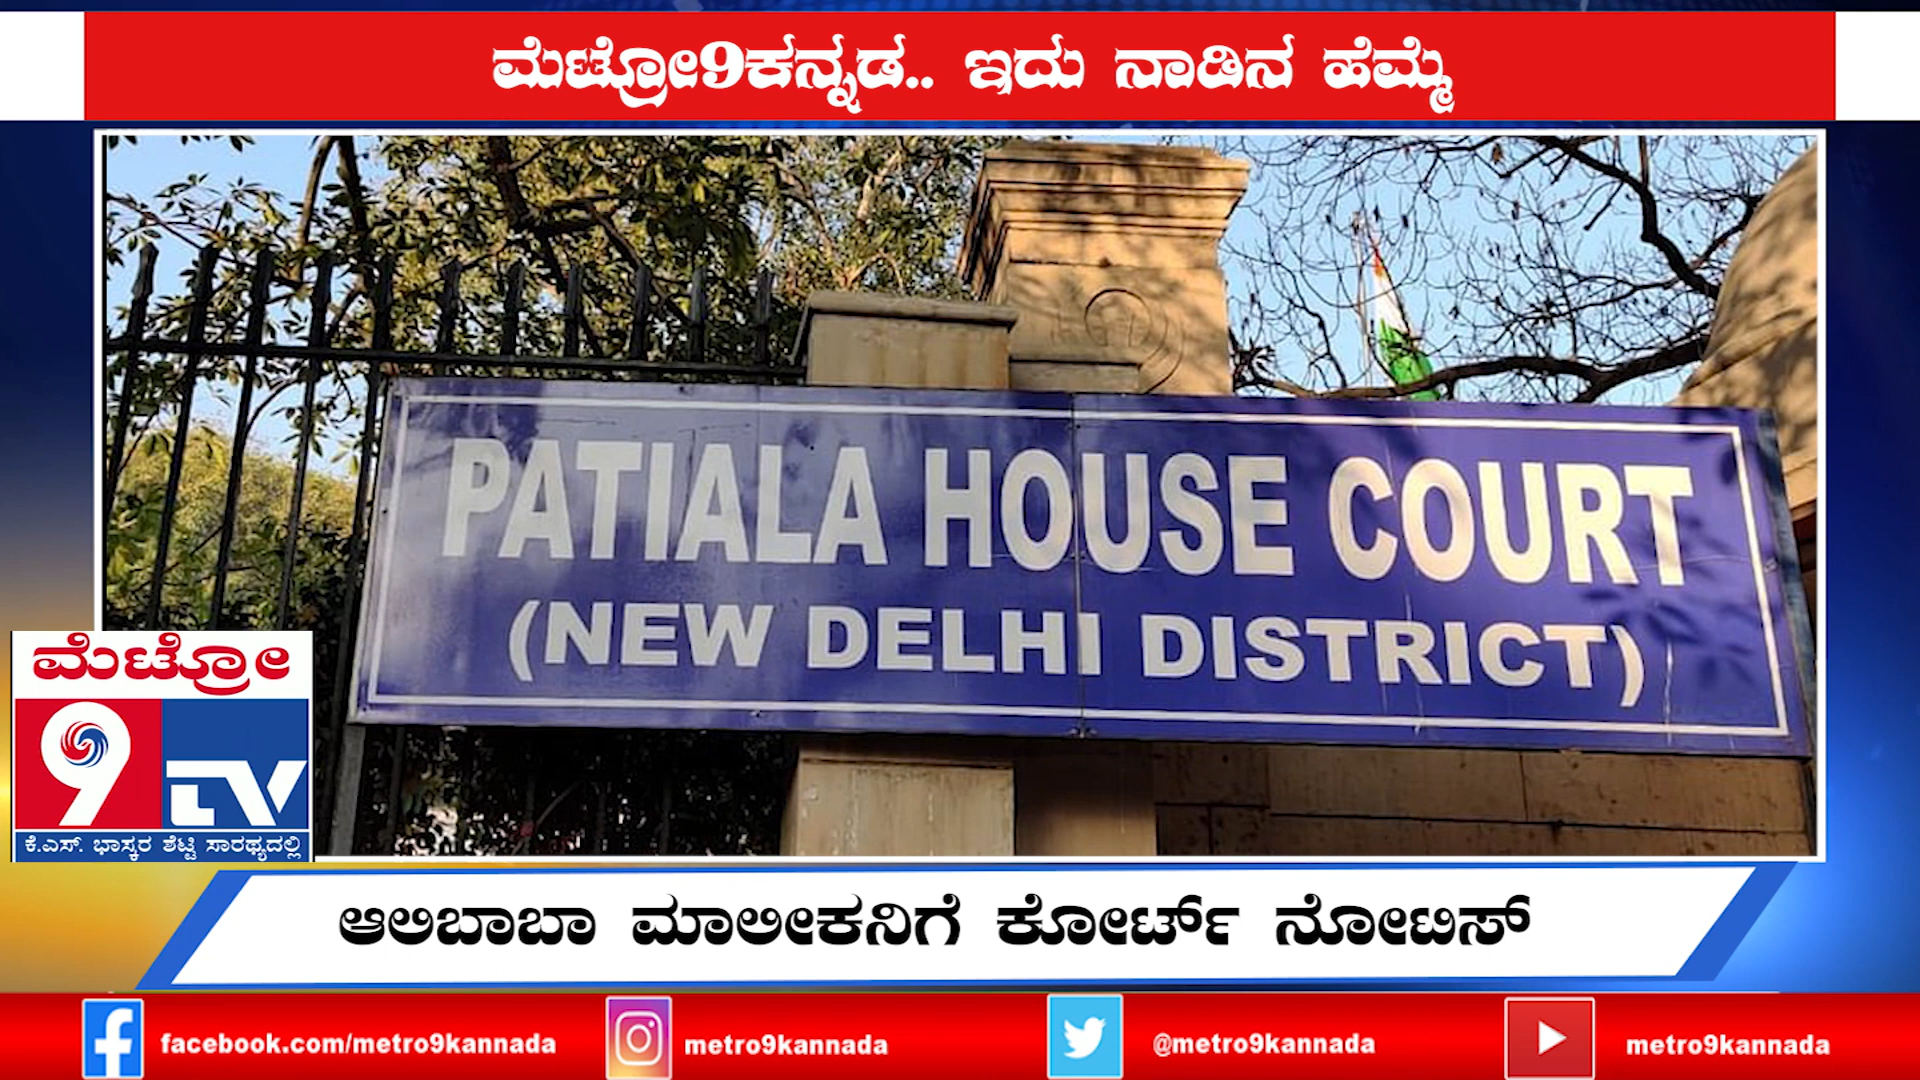 ಮೆಟ್ರೋ9ಕನ್ನಡ.. ಇದು ನಾಡಿನ ಹೆಮ್ಮೆ
PATIALA HOUSE COURT
(NEW DELHI DISTRICT)
ಮೆಟ್ರೋ
9 TV
ಕೆ.ಎಸ್. ಭಾಸ್ಕರ ಶೆಟ್ಟಿ ಸಾರಥ್ಯದಲ್ಲಿ
ಆಲಿಬಾಬಾ ಮಾಲೀಕನಿಗೆ ಕೋರ್ಟ್ ನೋಟಿಸ್
facebook.com/metro9kannada metro9kannada @metro9kannada metro9kannada